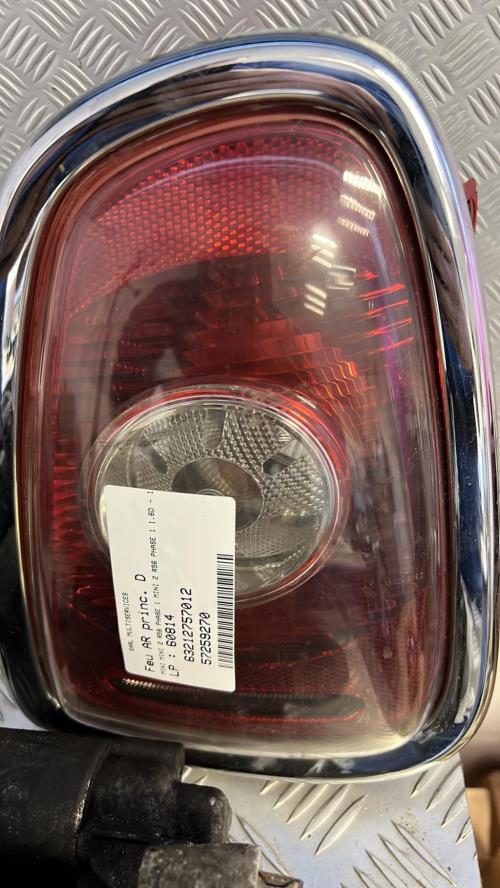 SARL MULTISERVICES
Feu AR princ. D
MINI MINI 2 R56 PHASE 1 MINI 2 R56 PHASE 1 1.6D - 1
LP : 60814
63212757012
57259270